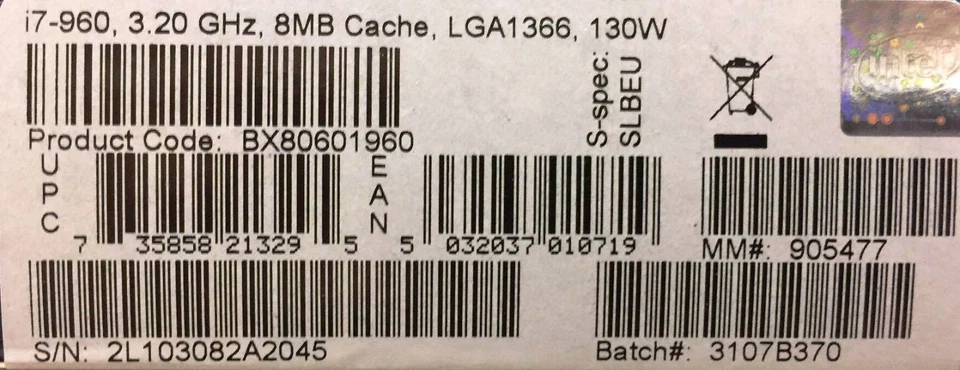 i7-960, 3.20 GHz, 8MB Cache, LGA1366, 130W
S-spec:
SLBEU
intel
Product Code: BX80601960
UPC
7 35858 21329 5
EAN
5 032037 010719
MM#: 905477
S/N: 2L103082A2045
Batch#: 3107B370